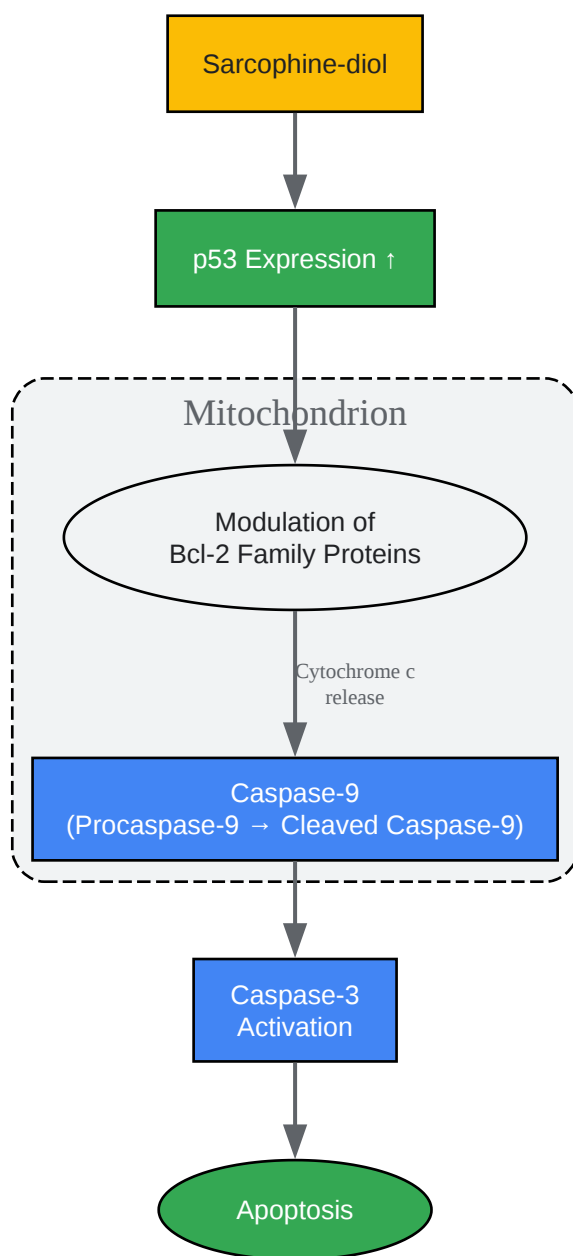 Sarcophine-diol
p53 Expression ↑
Mitochondrion
Modulation of
Bcl-2 Family Proteins
Cytochrome c
release
Caspase-9
(Procaspase-9 → Cleaved Caspase-9)
Caspase-3
Activation
Apoptosis